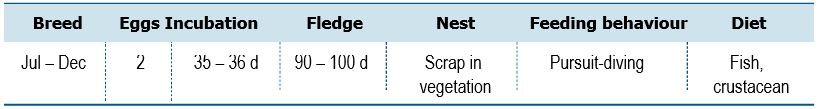 Breed Eggs Incubation Fledge Nest Feeding behaviour Diet
Jul – Dec 2 35 – 36 d 90 – 100 d Scrap in Pursuit-diving Fish,
vegetation crustacean